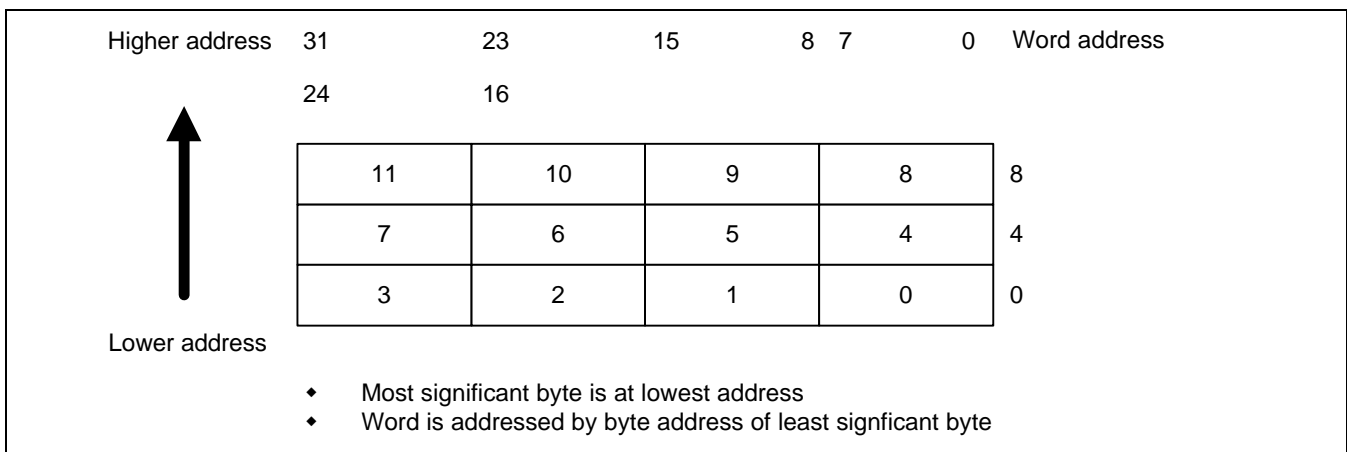 Higher address 31 23 15 8 7 0 Word address
24 16
11 10 9 8 8
7 6 5 4 4
3 2 1 0 0
Lower address
◆ Most significant byte is at lowest address
◆ Word is addressed by byte address of least signficant byte